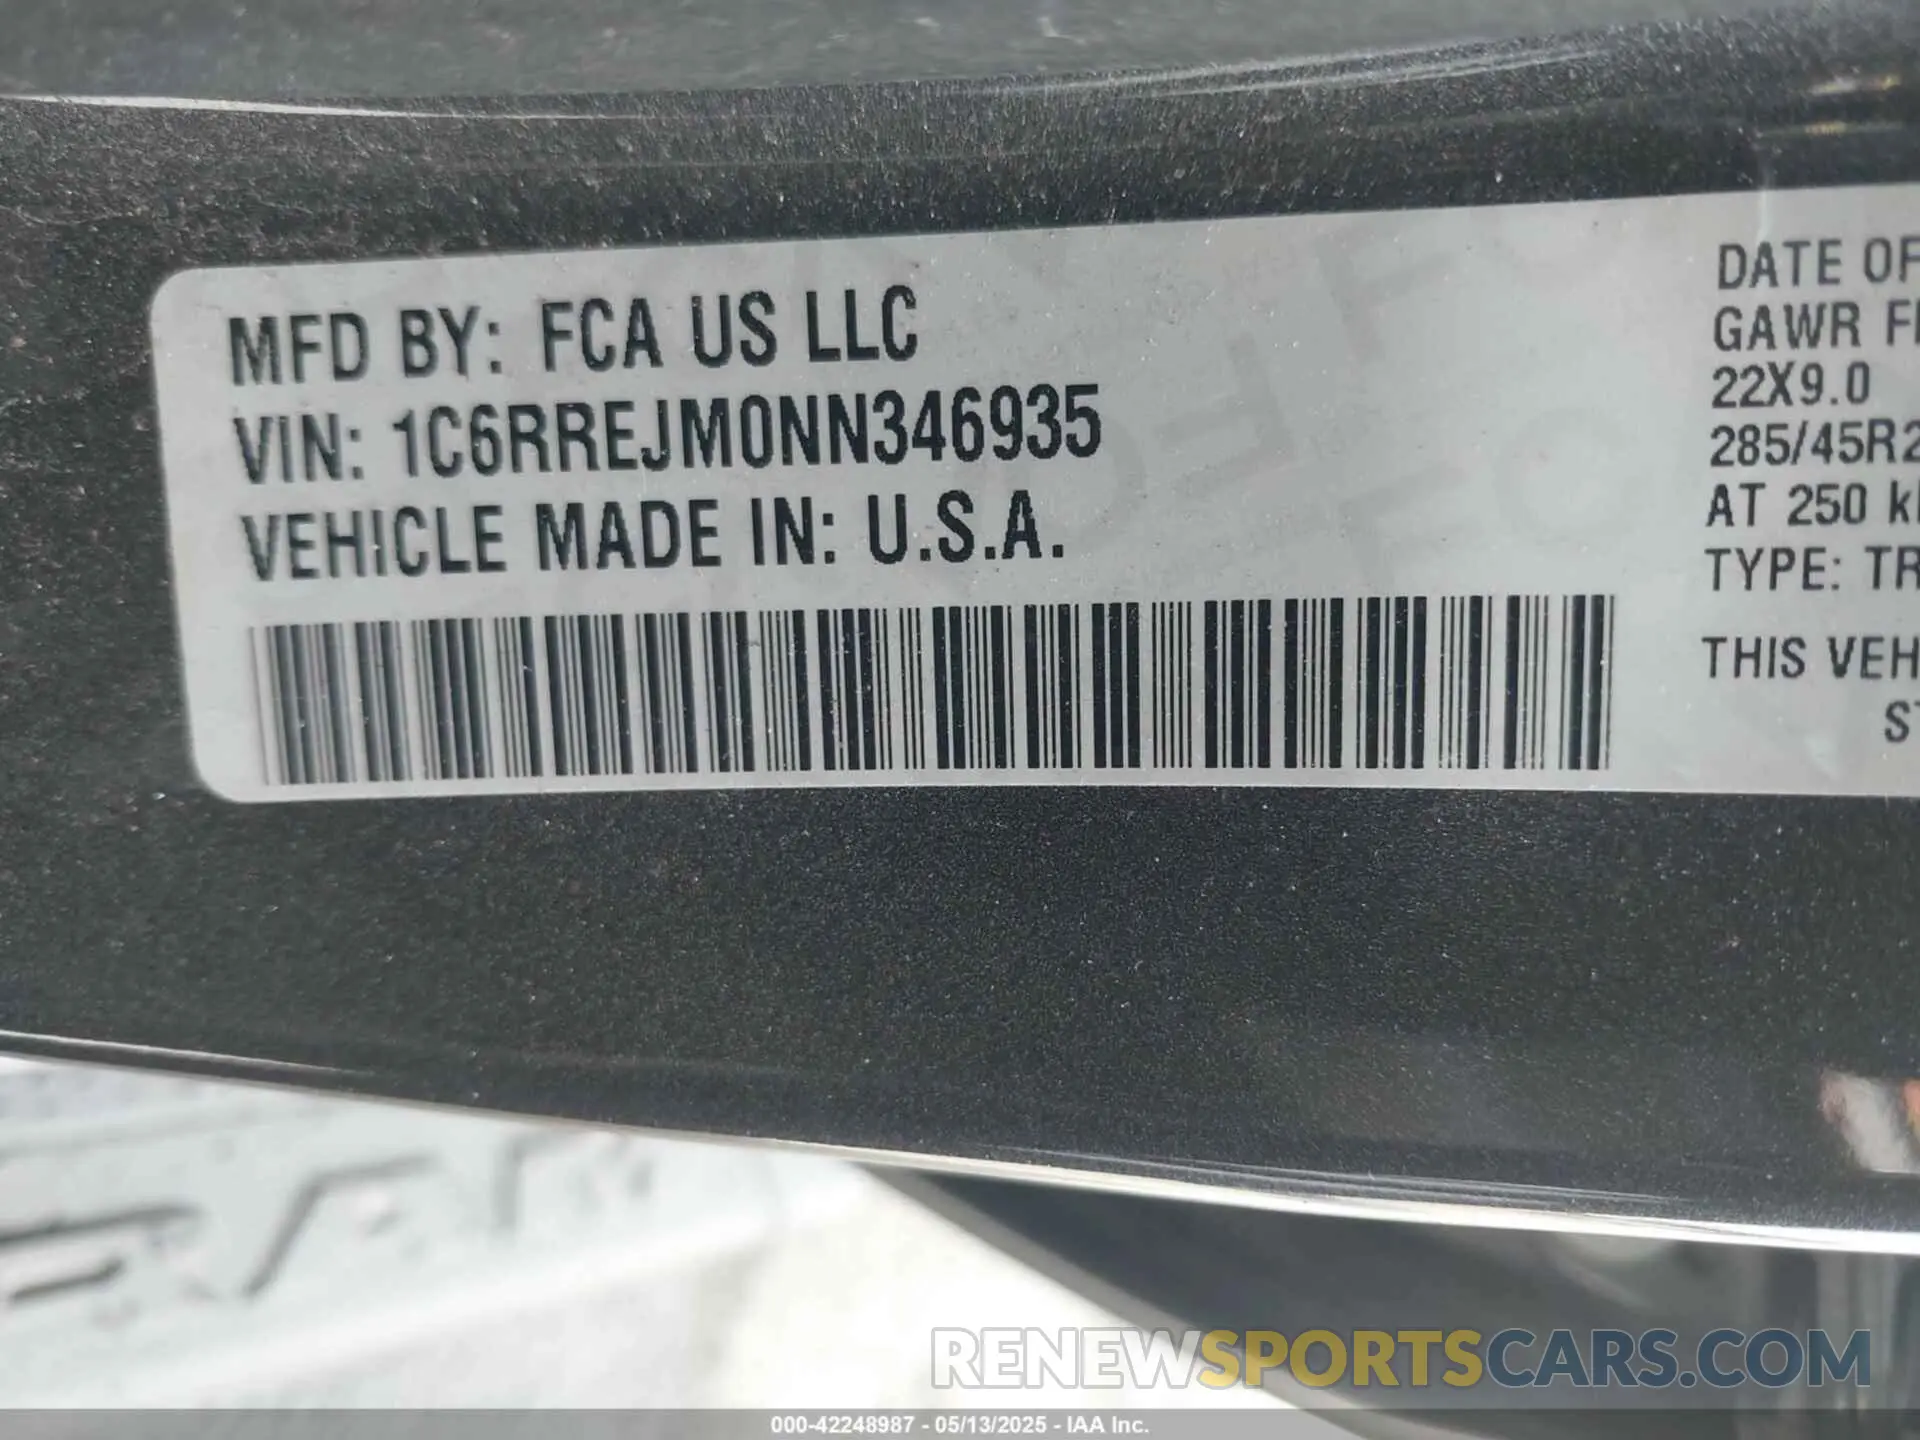 MFD BY: FCA US LLC
VIN: 1C6RREJM0NN346935
VEHICLE MADE IN: U.S.A.
DATE OF
GAWR
22X9.0
285/45R2
AT 250
TYPE: TR
THIS VEH
RENEWSPORTSCARS.COM
000-42248987 - 05/13/2025 - IAA Inc.